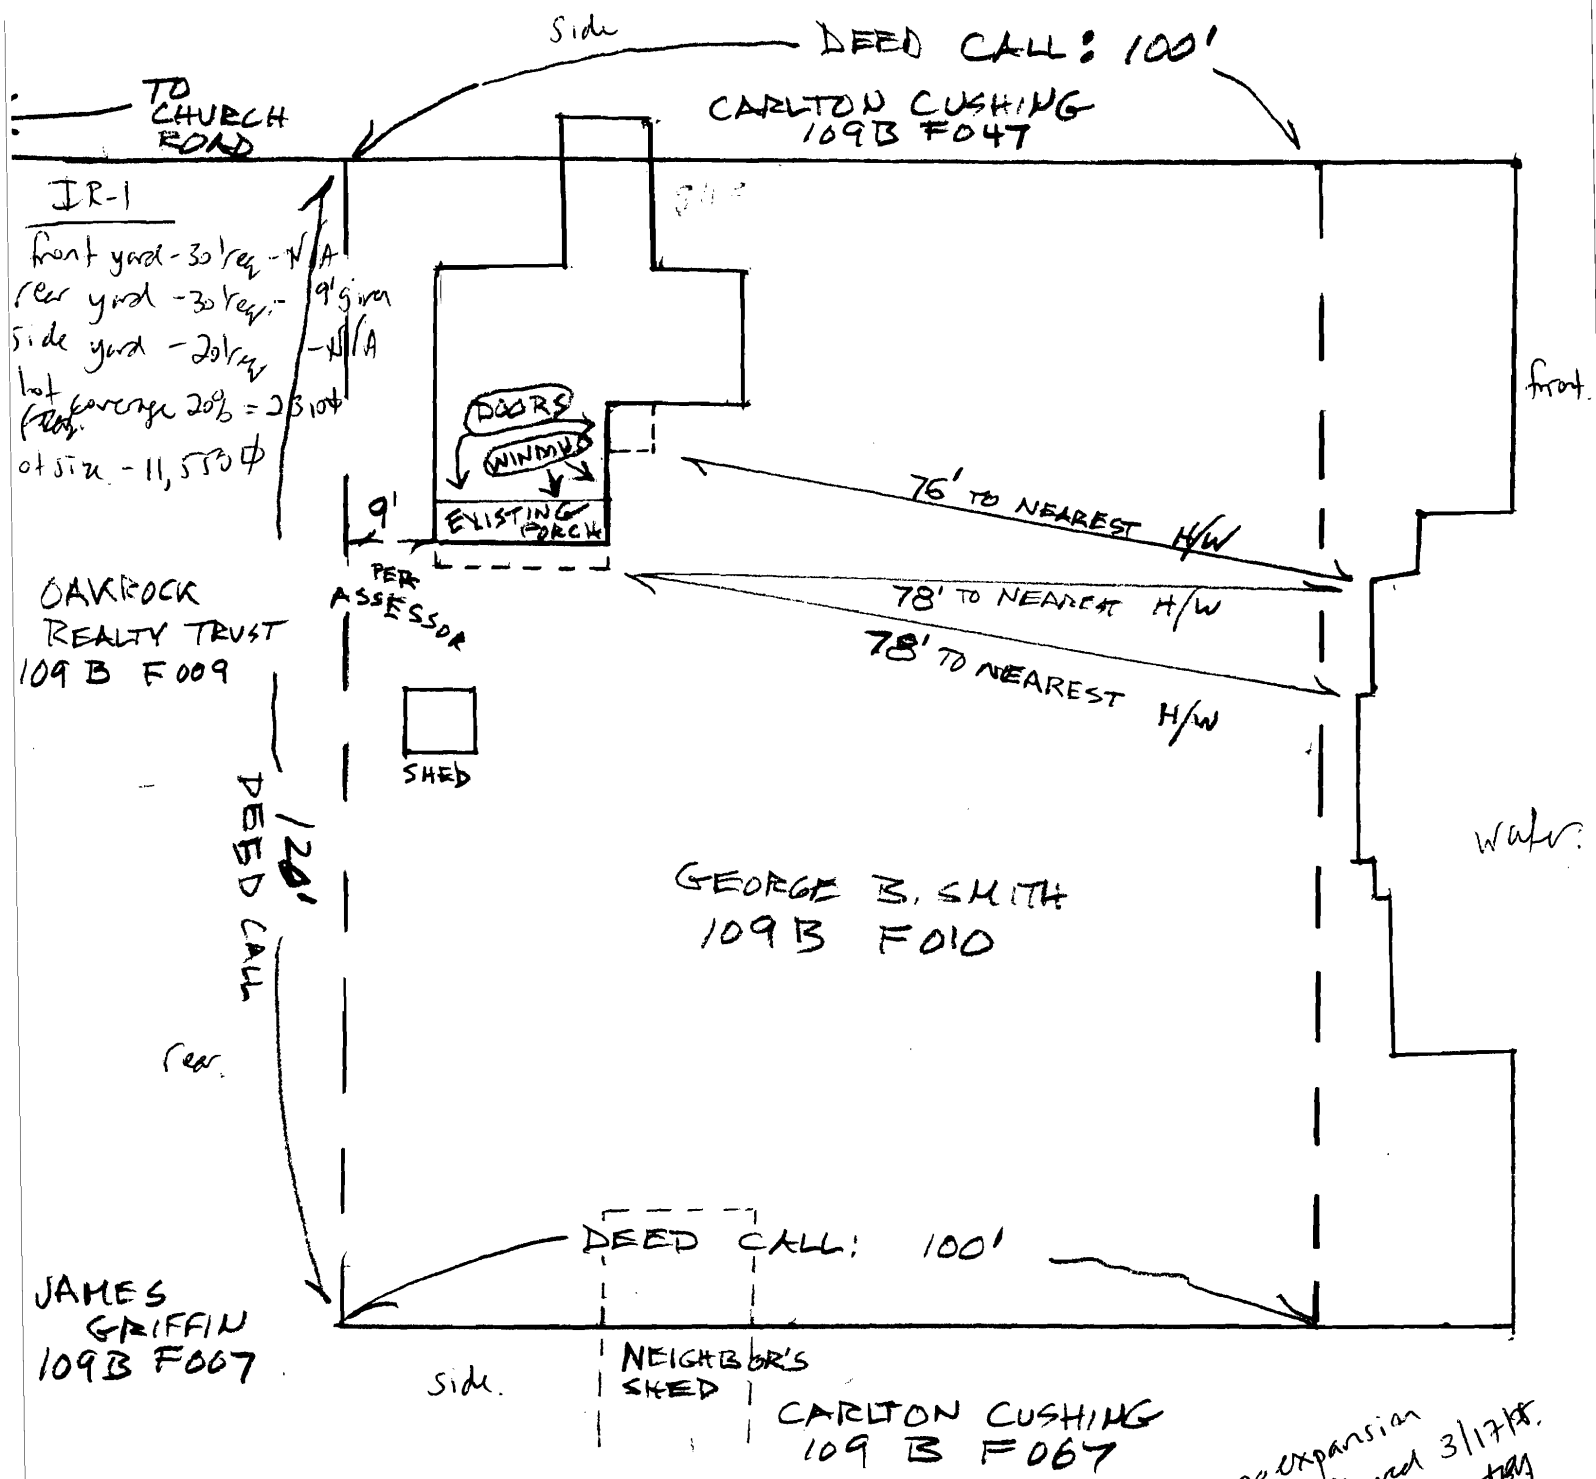 side
DEED CALL: 100'
TO
CHURCH
ROAD
CARLTON CUSHING
109B F047
IR-1
front yard - 30' req - N/A
rear yard - 30' req. - 9' given
side yard - 20' req - N/A
lot
coverage 20% = 2310
ot size - 11,550
front.
DOORS
WINDWS
EXISTING
PORCH
9'
PER
ASSESSOR
76' TO NEAREST H/W
78' TO NEAREST H/W
78' TO NEAREST H/W
OAKROCK
REALTY TRUST
109 B F009
SHED
120'
DEED CALL
GEORGE B. SMITH
109 B F010
water.
rear.
DEED CALL: 100'
JAMES
GRIFFIN
109B F007
side.
NEIGHBOR'S
SHED
CARLTON CUSHING
109 B F067
expansion
3/17/